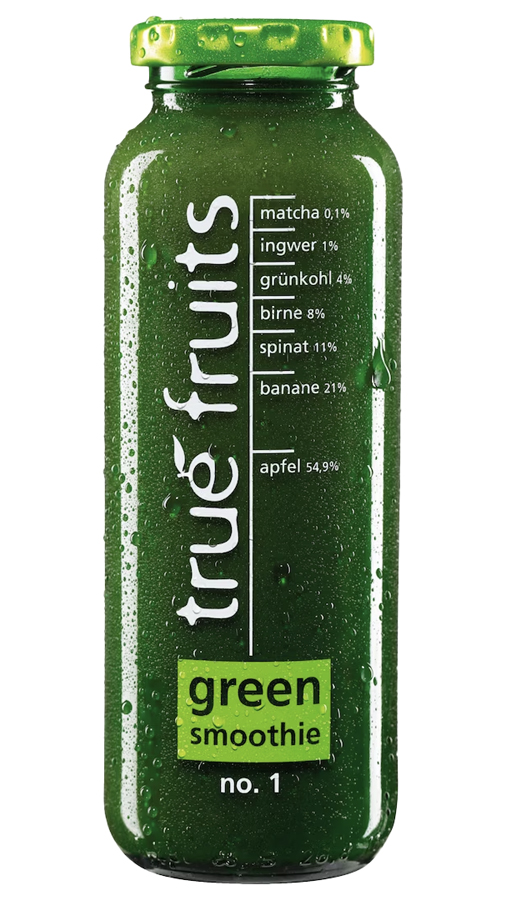 true fruits
matcha 0,1%
ingwer 1%
grünkohl 4%
birne 8%
spinat 11%
banane 21%
apfel 54,9%
green
smoothie
no. 1